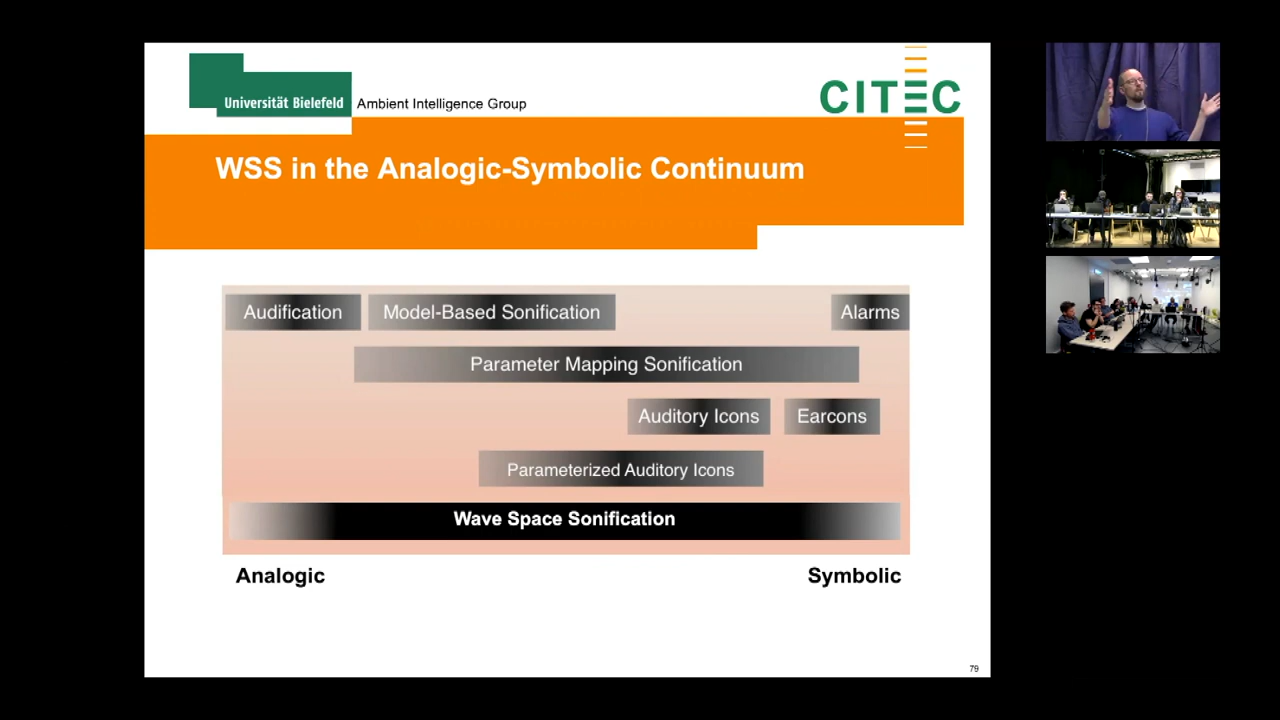 Universität Bielefeld
Ambient Intelligence Group
CITEC
WSS in the Analogic-Symbolic Continuum
Audification
Model-Based Sonification
Alarms
Parameter Mapping Sonification
Auditory Icons
Earcons
Parameterized Auditory Icons
Wave Space Sonification
Analogic
Symbolic
79